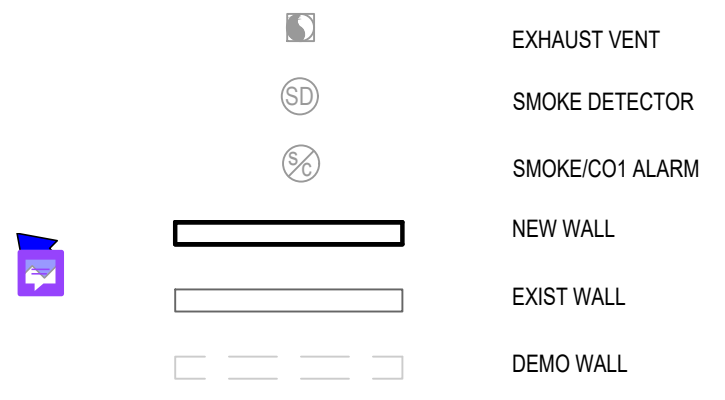 EXHAUST VENT
SD SMOKE DETECTOR
S/C SMOKE/CO1 ALARM
NEW WALL
EXIST WALL
DEMO WALL